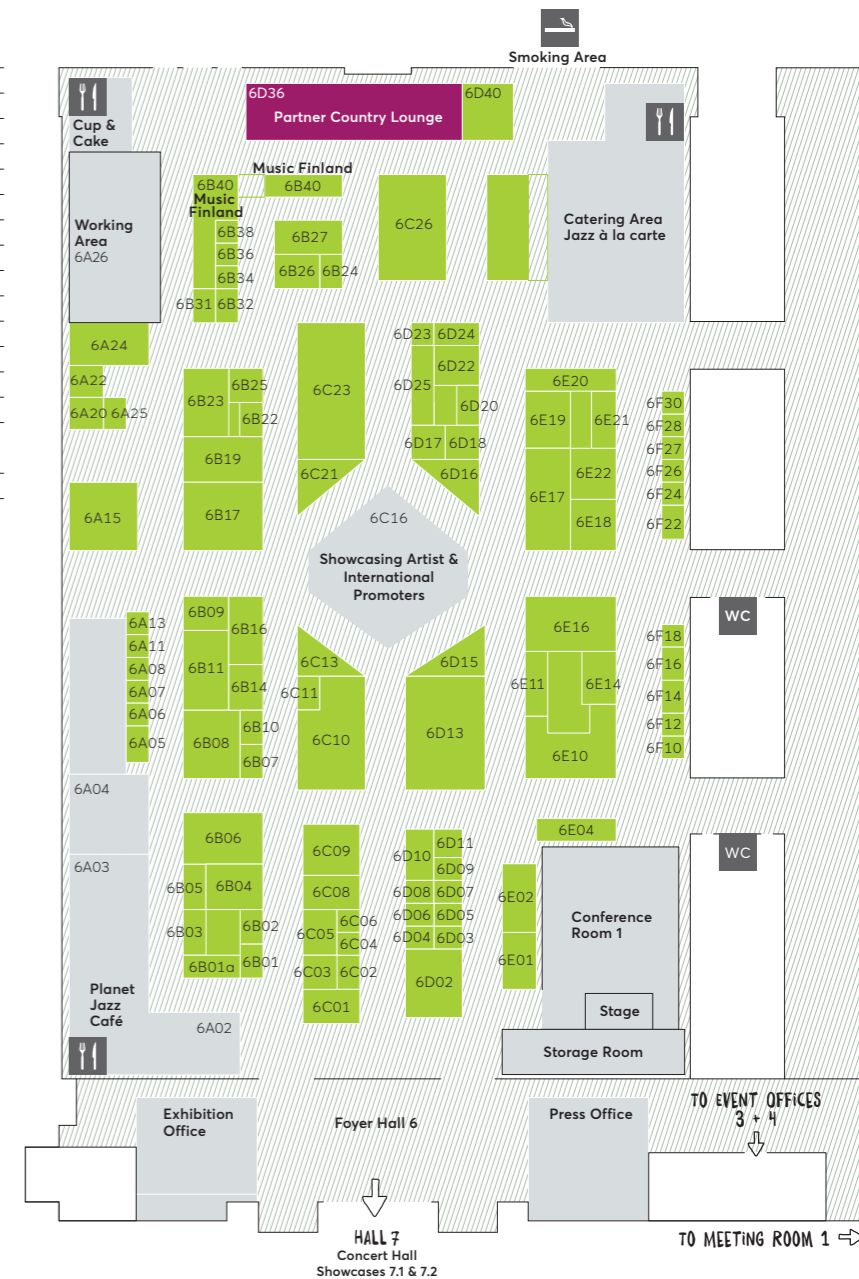 Smoking Area
6D36
6D40
Partner Country Lounge
Cup &
Cake
Music Finland
6B40
6B40
Music
Finland
6C26
Catering Area
Jazz à la carte
Working
Area
6A26
6B38
6B36
6B34
6B31
6B32
6B27
6B26
6B24
6A24
6A22
6A20
6A25
6B23
6B25
6B22
6B19
6C23
6C21
6D23
6D24
6D22
6D25
6D20
6D17
6D18
6D16
6E20
6E19
6E21
6E22
6E17
6E18
6F30
6F28
6F27
6F26
6F24
6F22
6A15
6B17
6C16
Showcasing Artist &
International
Promoters
WC
6A13
6A11
6A08
6A07
6A06
6A05
6B09
6B16
6B11
6B14
6B08
6B10
6B07
6C13
6C11
6C10
6D15
6D13
6E16
6E11
6E14
6E10
6F18
6F16
6F14
6F12
6F10
6A04
6A03
6B06
6B05
6B04
6B03
6B02
6B01a
6B01
6C09
6C08
6C06
6C05
6C04
6C03
6C02
6C01
6D10
6D11
6D09
6D08
6D07
6D06
6D05
6D04
6D03
6D02
6E04
6E02
6E01
WC
Conference
Room 1
Stage
Storage Room
Planet
Jazz
Café
6A02
Exhibition
Office
Foyer Hall 6
Press Office
TO EVENT OFFICES
3 + 4
HALL 7
Concert Hall
Showcases 7.1 & 7.2
TO MEETING ROOM 1